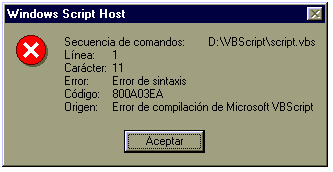 Windows Script Host
Secuencia de comandos: D:\VBScript\script.vbs
Línea: 1
Carácter: 11
Error: Error de sintaxis
Código: 800A03EA
Origen: Error de compilación de Microsoft VBScript
Aceptar